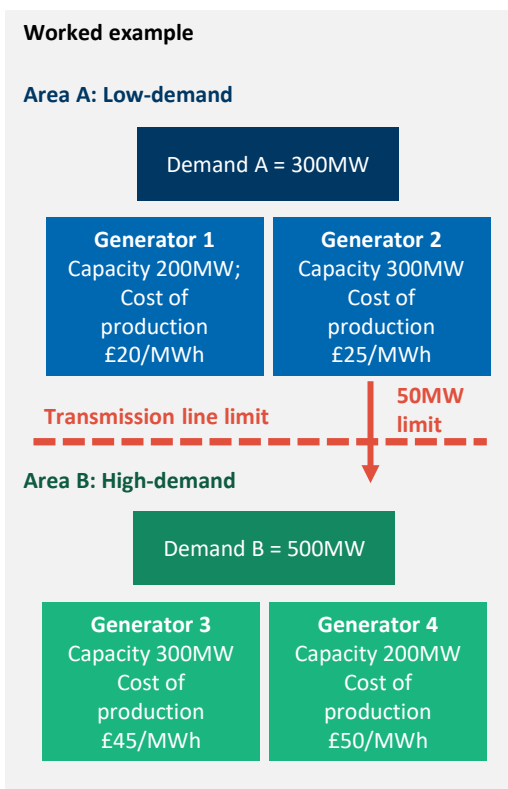 Worked example
Area A: Low-demand
Demand A = 300MW
Generator 1
Capacity 200MW;
Cost of
production
£20/MWh
Generator 2
Capacity 300MW
Cost of
production
£25/MWh
50MW
limit
Transmission line limit
Area B: High-demand
Demand B = 500MW
Generator 3
Capacity 300MW
Cost of
production
£45/MWh
Generator 4
Capacity 200MW
Cost of
production
£50/MWh